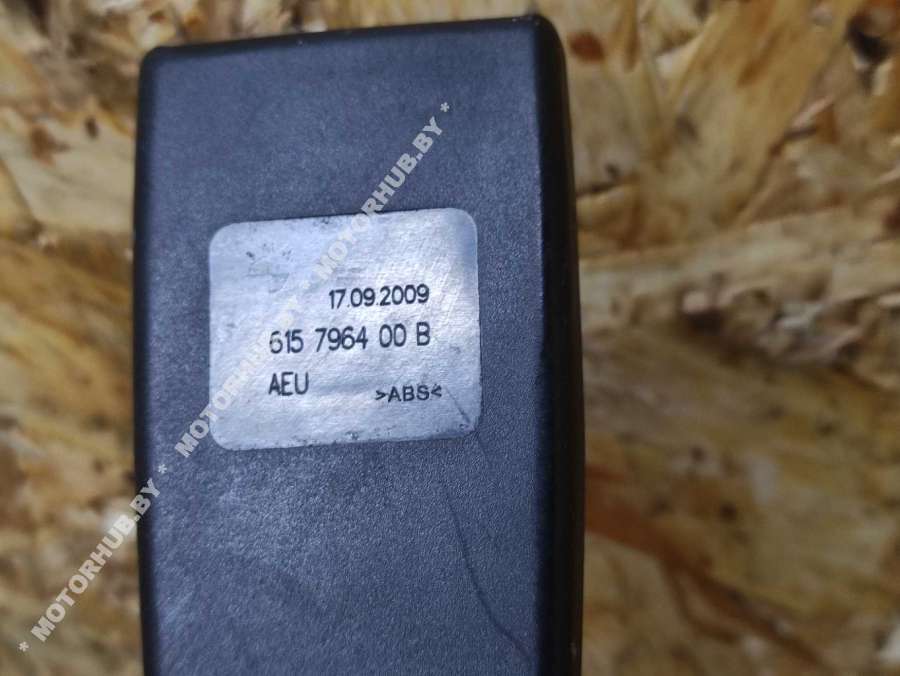 17.09.2009
615 7964 00 B
AEU
>ABS<
* MOTORHUB.BY * MOTORHUB.BY * MOTORHUB.BY *